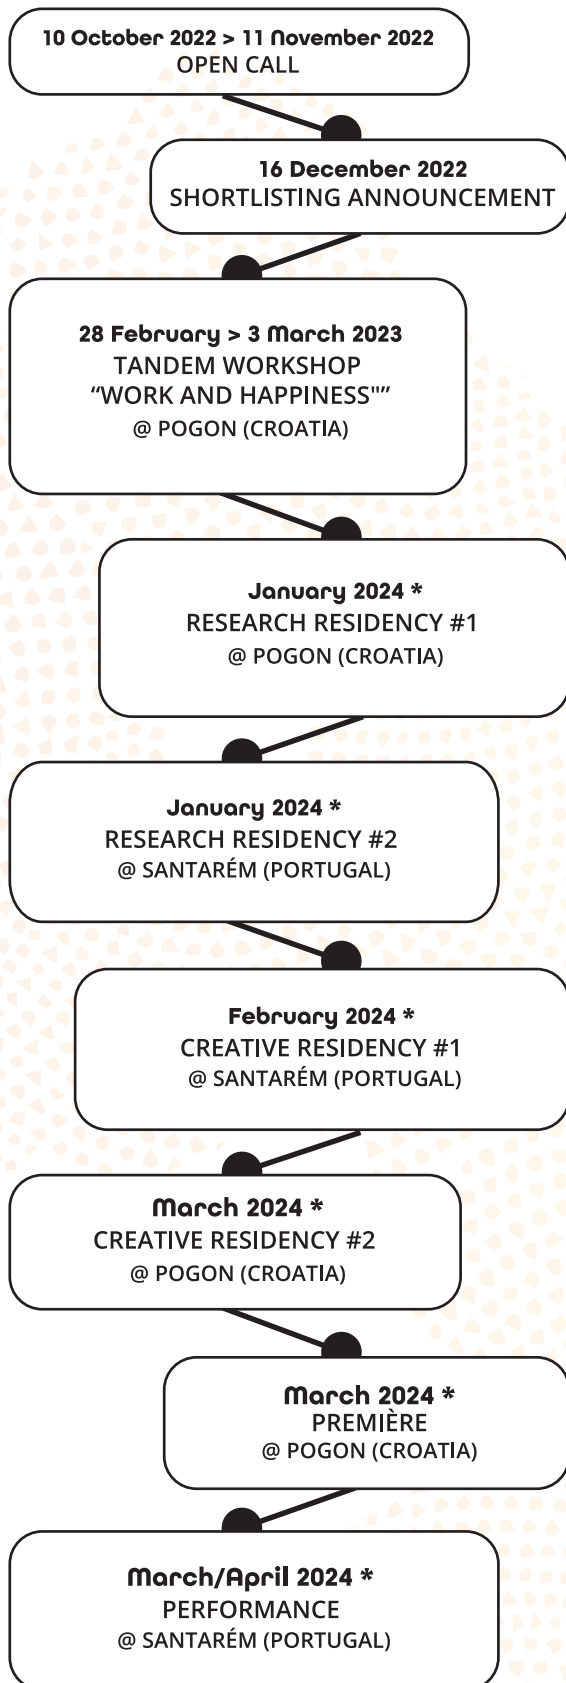 10 October 2022 > 11 November 2022
OPEN CALL
16 December 2022
SHORTLISTING ANNOUNCEMENT
28 February > 3 March 2023
TANDEM WORKSHOP
“WORK AND HAPPINESS"”
@ POGON (CROATIA)
January 2024 *
RESEARCH RESIDENCY #1
@ POGON (CROATIA)
January 2024 *
RESEARCH RESIDENCY #2
@ SANTARÉM (PORTUGAL)
February 2024 *
CREATIVE RESIDENCY #1
@ SANTARÉM (PORTUGAL)
March 2024 *
CREATIVE RESIDENCY #2
@ POGON (CROATIA)
March 2024 *
PREMIÈRE
@ POGON (CROATIA)
March/April 2024 *
PERFORMANCE
@ SANTARÉM (PORTUGAL)